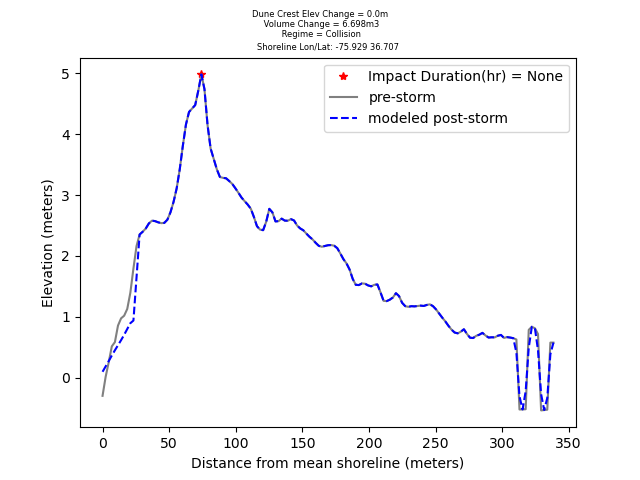 Dune Crest Elev Change = 0.0m
Volume Change = 6.698m3
Regime = Collision
Shoreline Lon/Lat: -75.929 36.707
Impact Duration(hr) = None
pre-storm
modeled post-storm
Elevation (meters)
5
4
3
2
1
0
0 50 100 150 200 250 300 350
Distance from mean shoreline (meters)